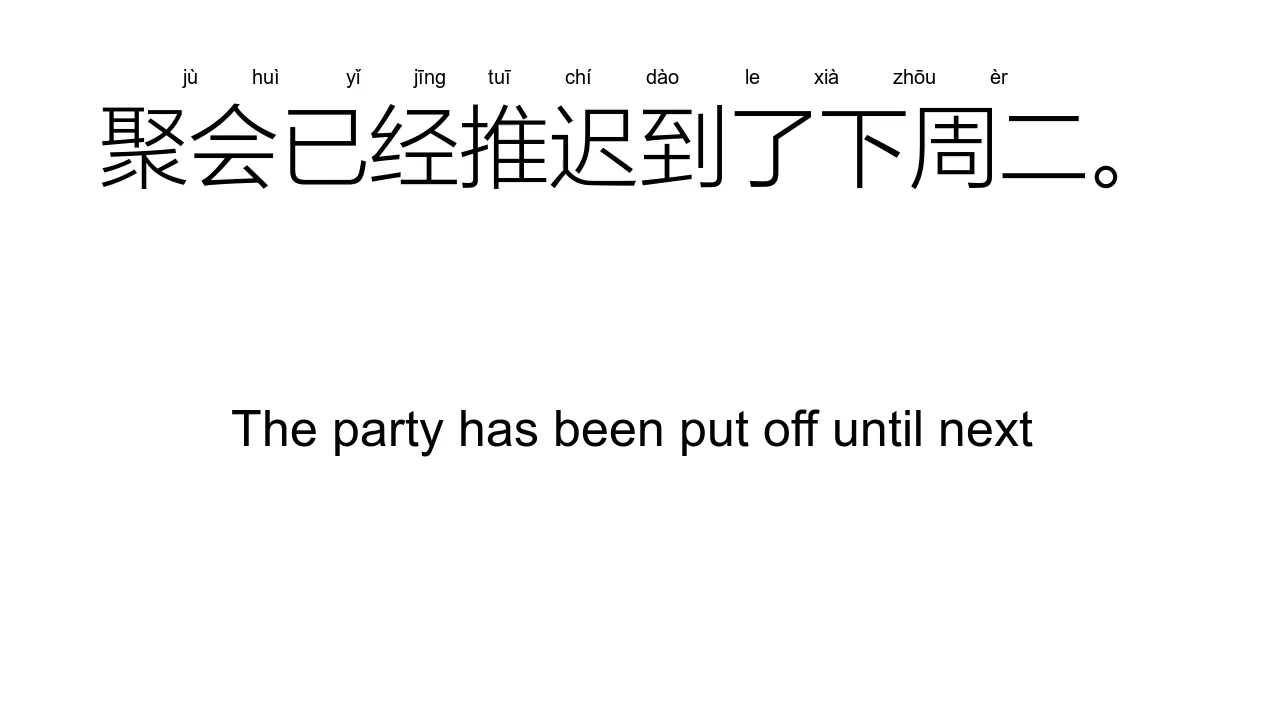 jù huì yǐ jīng tuī chí dào le xià zhōu èr
聚会已经推迟到了下周二。
The party has been put off until next